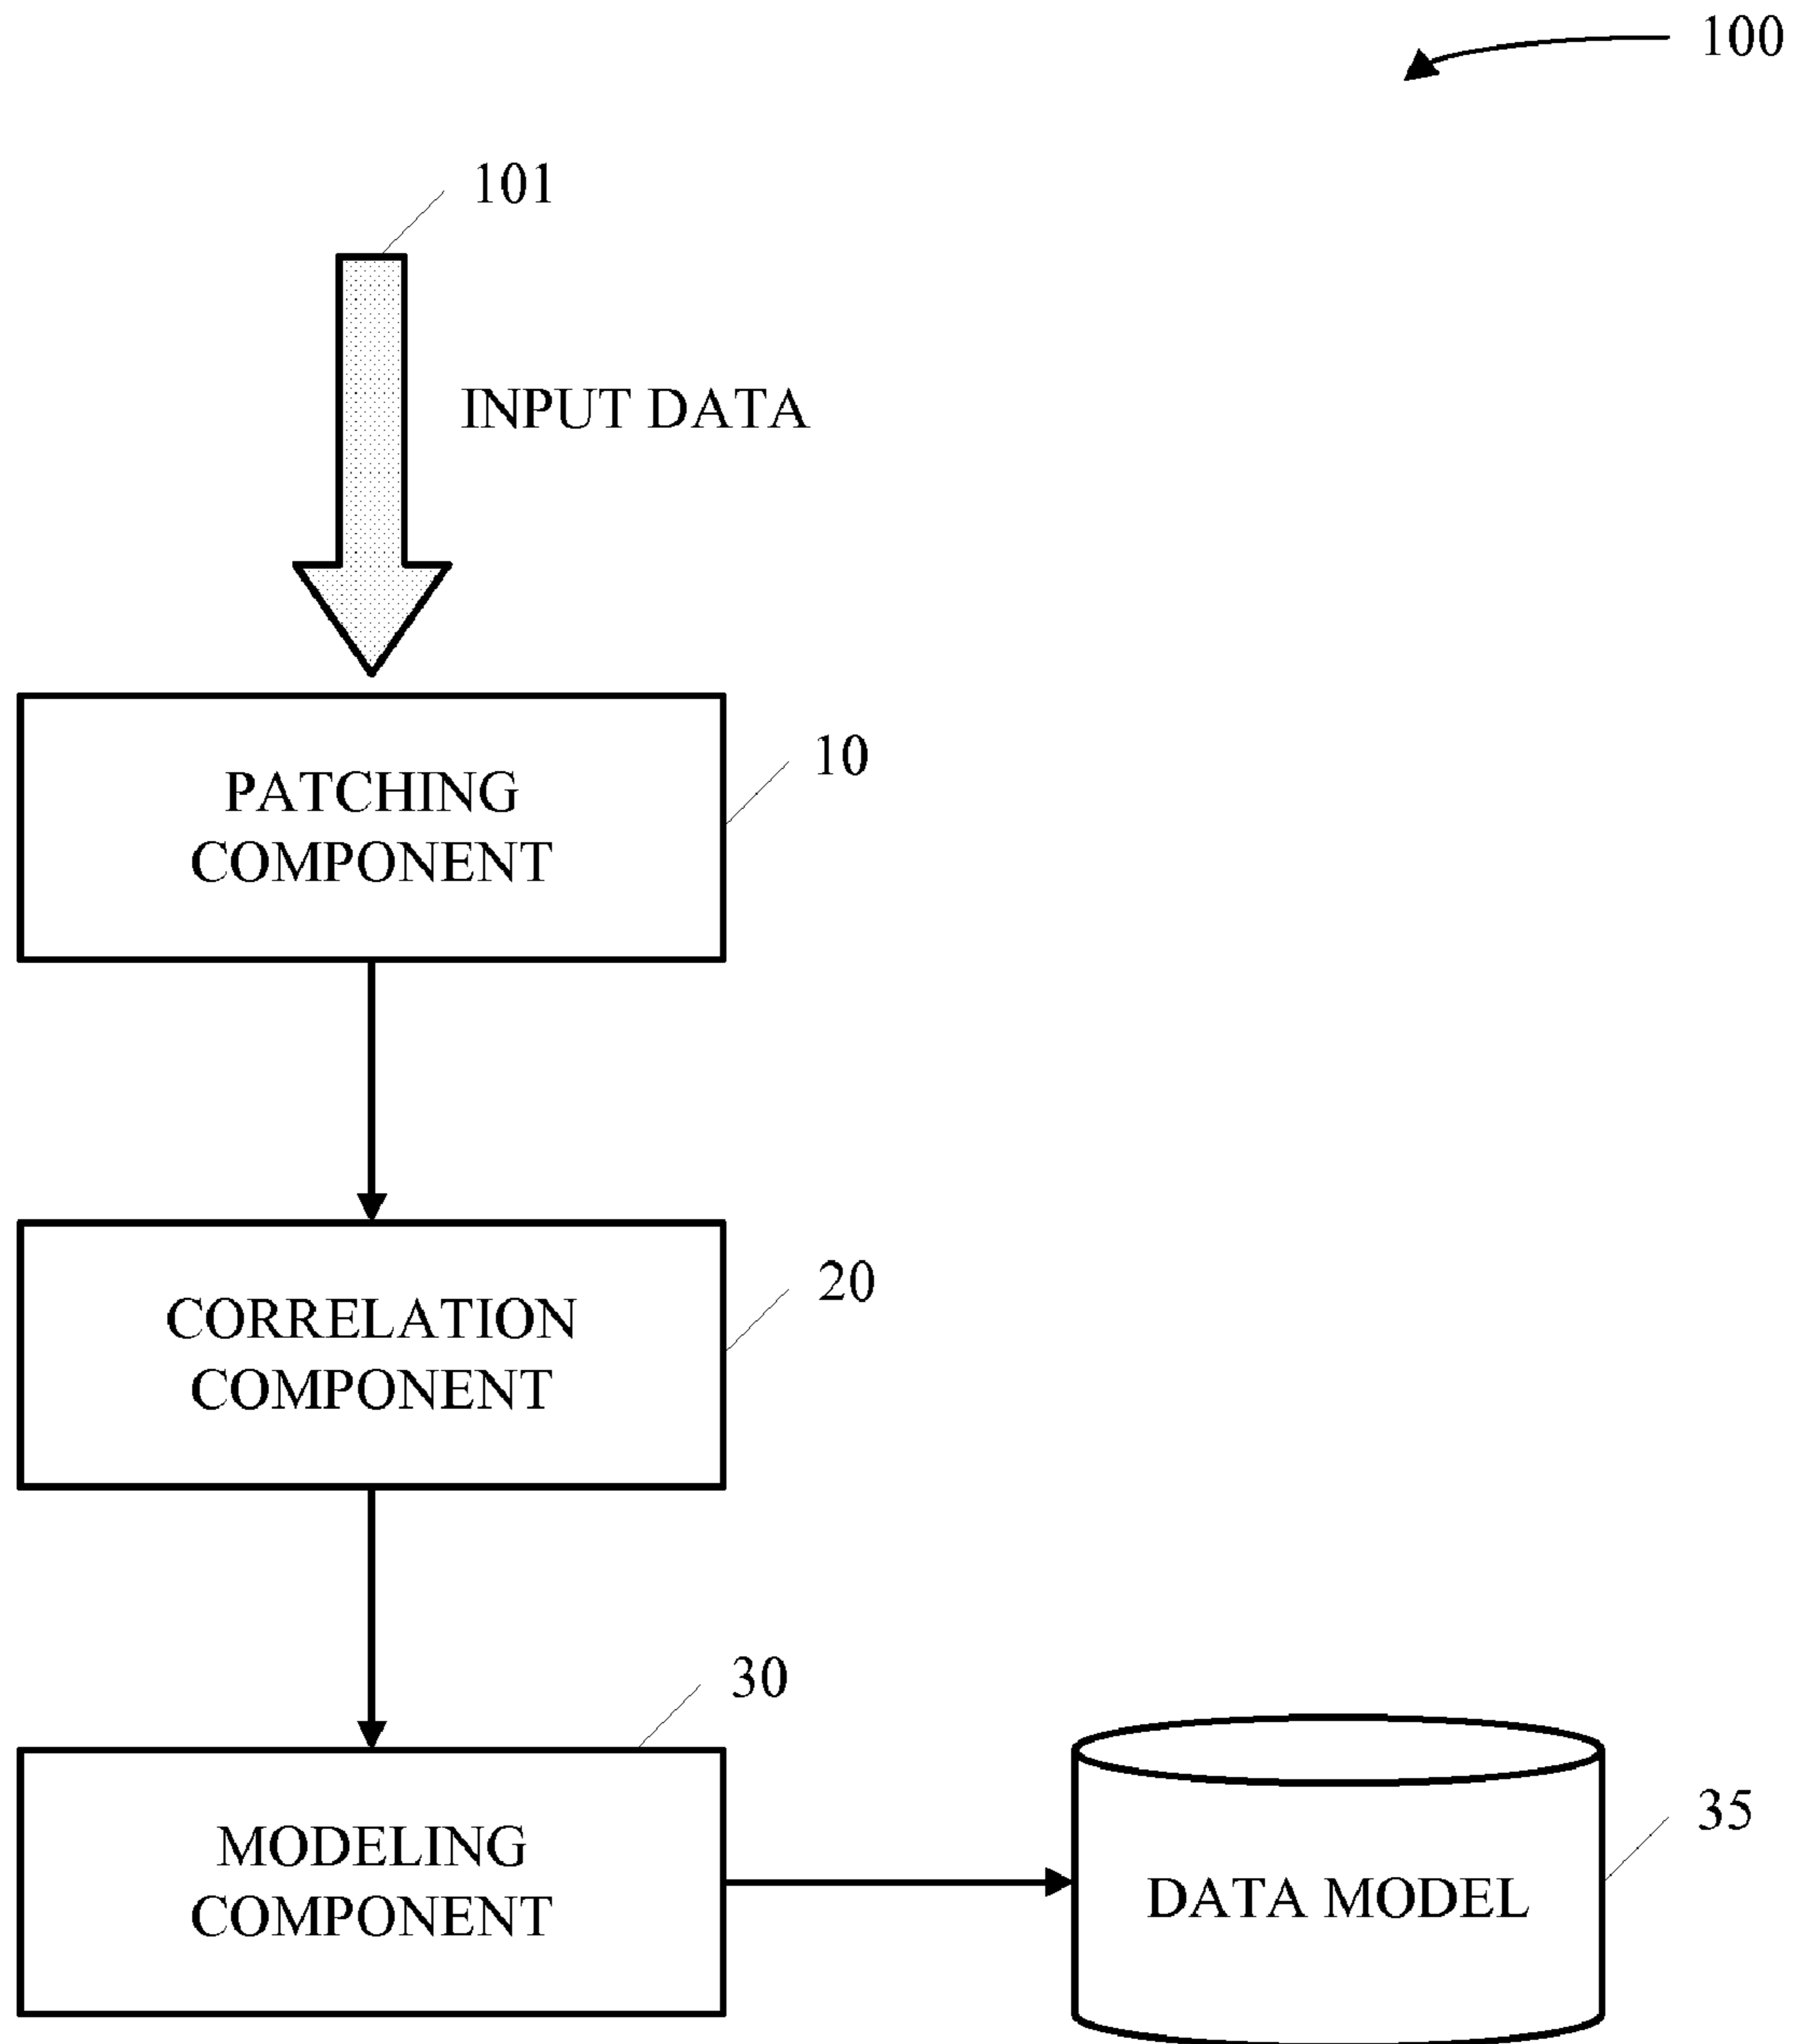 100
101
INPUT DATA
10
PATCHING
COMPONENT
20
CORRELATION
COMPONENT
30
MODELING
COMPONENT
35
DATA MODEL